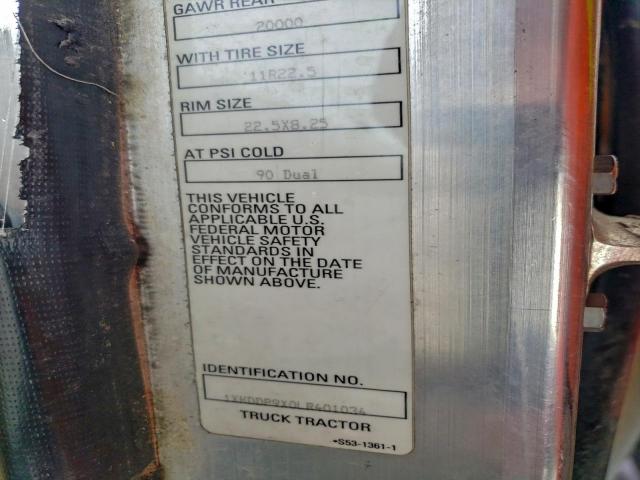 GAWR REAR
20000
WITH TIRE SIZE
11R22.5
RIM SIZE
22.5X8.25
AT PSI COLD
90 Dual
THIS VEHICLE
CONFORMS TO ALL
APPLICABLE U.S.
FEDERAL MOTOR
VEHICLE SAFETY
STANDARDS IN
EFFECT ON THE DATE
OF MANUFACTURE
SHOWN ABOVE.
IDENTIFICATION NO.
TRUCK TRACTOR
*S53-1361-1